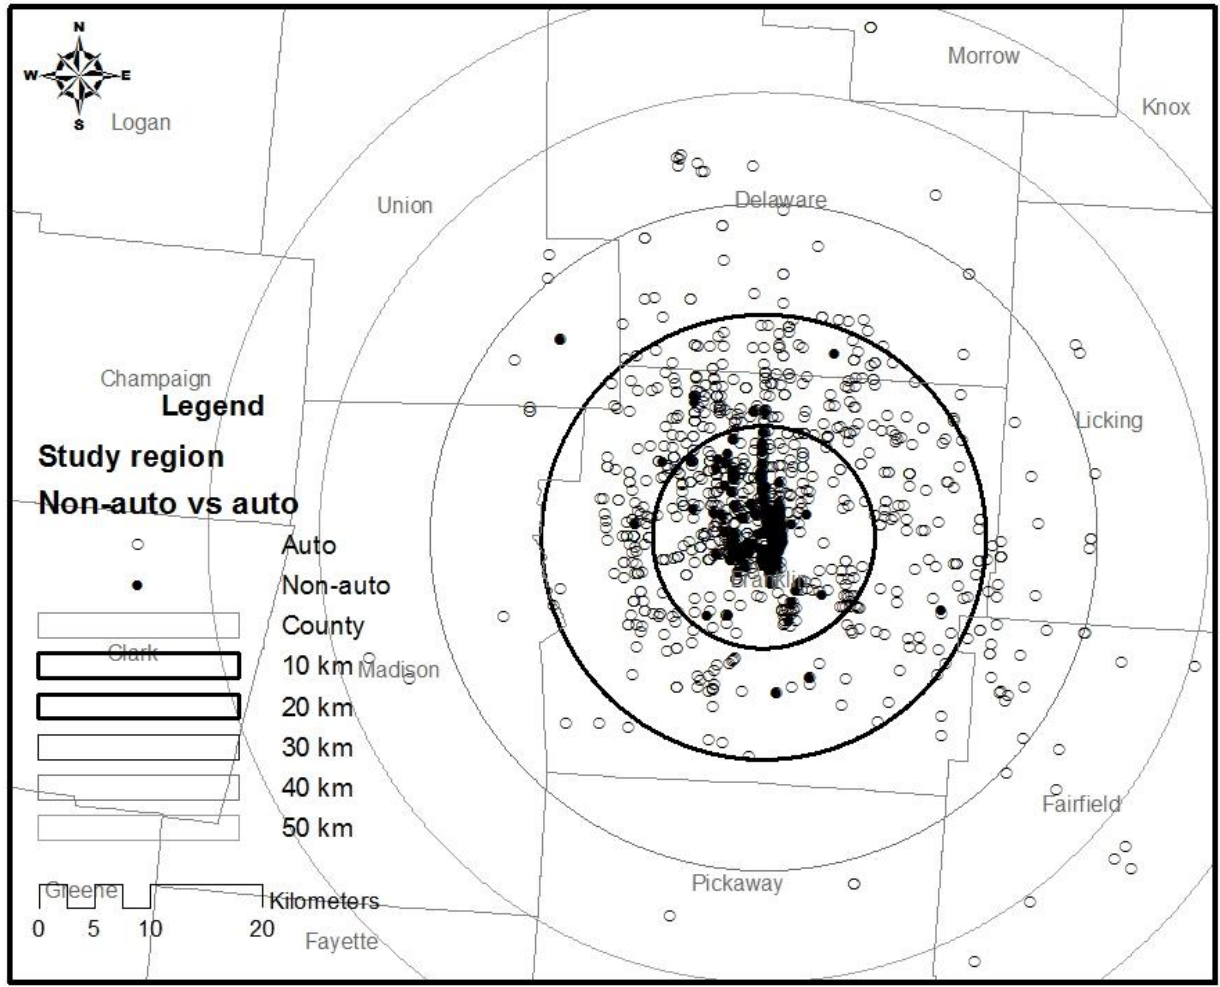 N
W E
S
Logan
Morrow
Knox
Union
Delaware
Champaign
Licking
Legend
Study region
Non-auto vs auto
Auto
Non-auto
Franklin
County
Clark
10 km
Madison
20 km
30 km
40 km
Fairfield
50 km
Pickaway
Greene
Kilometers
0 5 10 20
Fayette